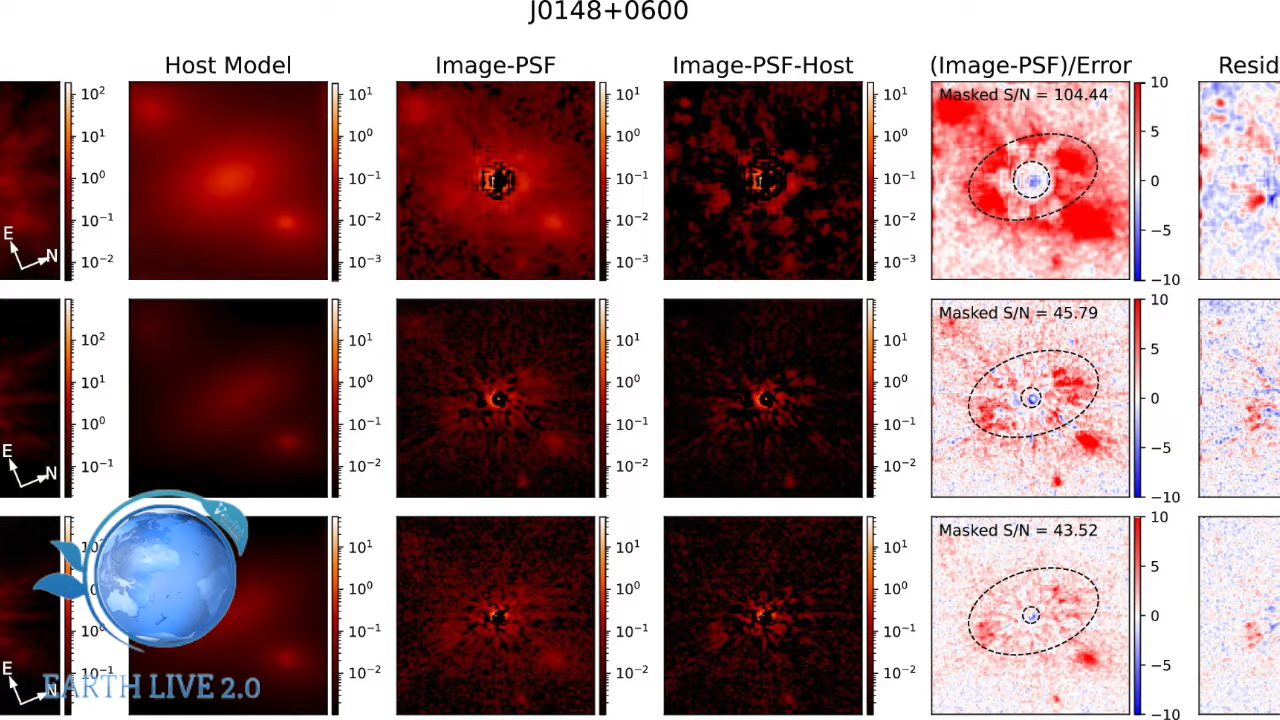 J0148+0600
Host Model
Image-PSF
Image-PSF-Host
(Image-PSF)/Error
Resid
10² 10¹ 10⁰ 10⁻¹ 10⁻²
E
N
10¹ 10⁰ 10⁻¹ 10⁻² 10⁻³
10¹ 10⁰ 10⁻¹ 10⁻² 10⁻³
Masked S/N = 104.44
10 5 0 −5 −10
10² 10¹ 10⁰ 10⁻¹
E
N
10¹ 10⁰ 10⁻¹ 10⁻²
10¹ 10⁰ 10⁻¹ 10⁻²
Masked S/N = 45.79
10 5 0 −5 −10
10⁰ 10⁻¹
E
N
10¹ 10⁰ 10⁻¹ 10⁻²
10¹ 10⁰ 10⁻¹ 10⁻²
Masked S/N = 43.52
10 5 0 −5 −10
EARTH LIVE 2.0